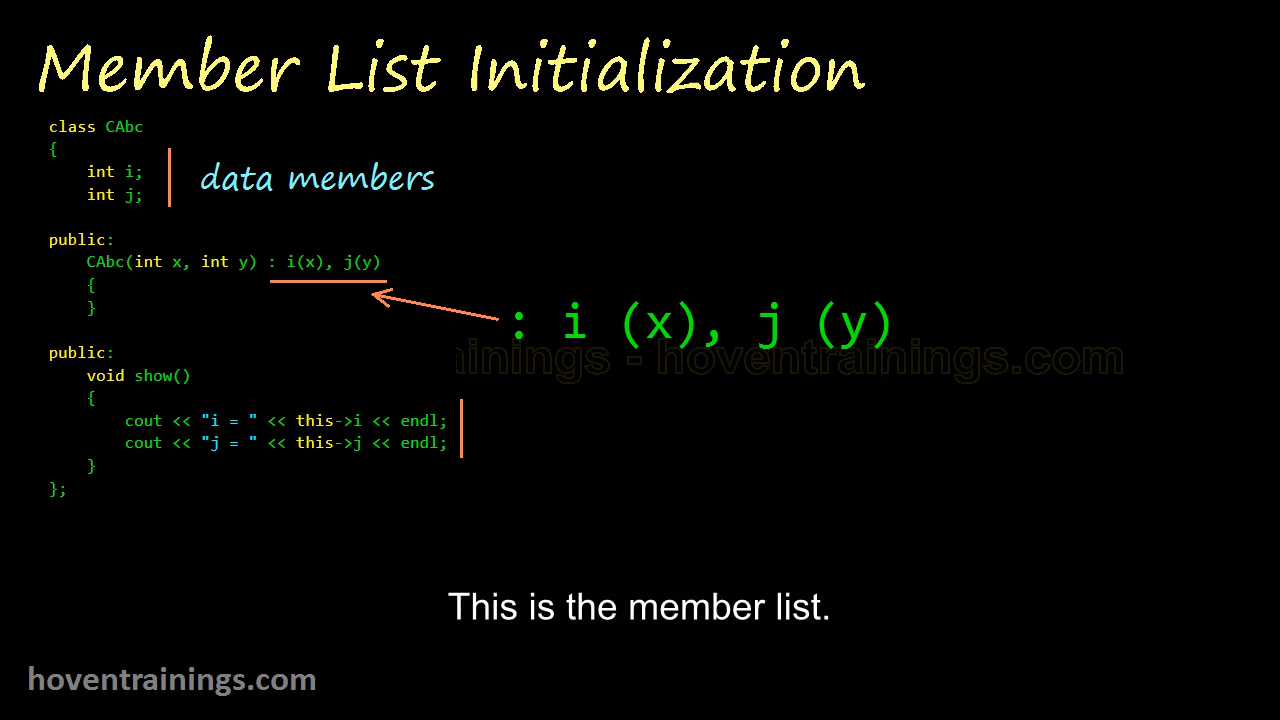 Member List Initialization
class CAbc
{
int i;
int j;
data members
public:
CAbc(int x, int y) : i(x), j(y)
{
}
: i (x), j (y)
ainings - hoventrainings.com
public:
void show()
{
cout << "i = " << this->i << endl;
cout << "j = " << this->j << endl;
}
};
This is the member list.
hoventrainings.com